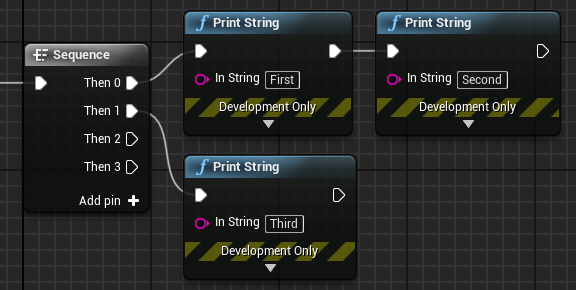 Sequence
Then 0
Then 1
Then 2
Then 3
Add pin
f Print String
In String First
Development Only
f Print String
In String Second
Development Only
f Print String
In String Third
Development Only